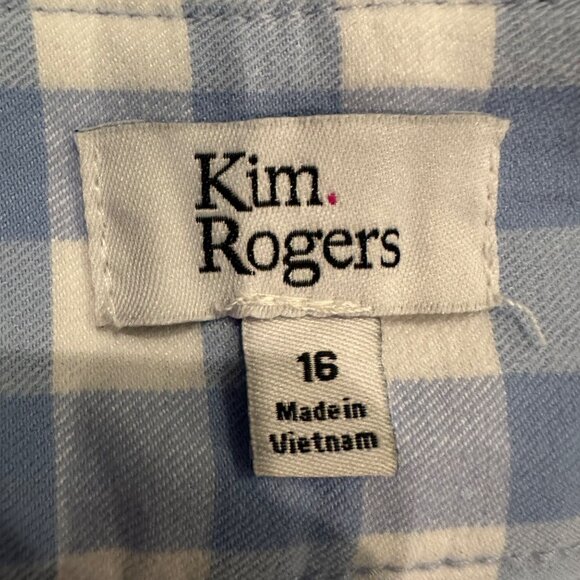 Kim.
Rogers
16
Made in
Vietnam